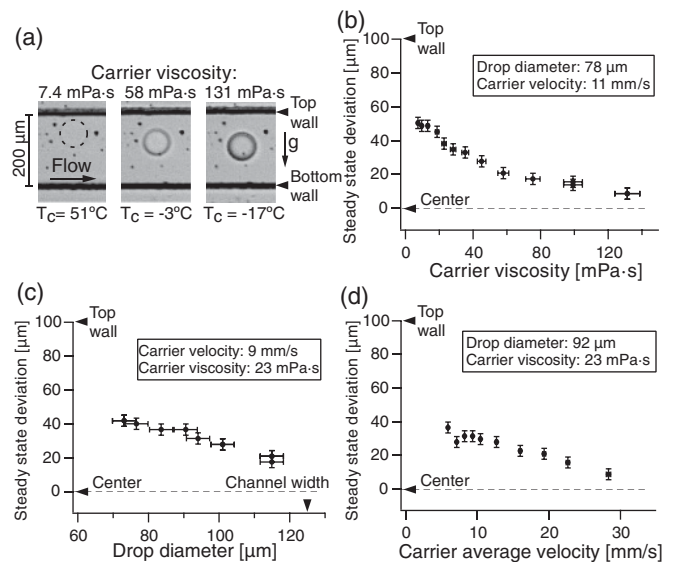 (a)
Carrier viscosity:
7.4 mPa·s 58 mPa·s 131 mPa·s
200 µm
Top
wall
g
Flow
Bottom
wall
T_C= 51ºC T_C= -3ºC T_C= -17ºC
(b)
Steady state deviation [µm]
100
80
60
40
20
0
Top
wall
Drop diameter: 78 µm
Carrier velocity: 11 mm/s
Center
0 20 40 60 80 100 120
Carrier viscosity [mPa·s]
(c)
Steady state deviation [µm]
100
80
60
40
20
0
Top
wall
Carrier velocity: 9 mm/s
Carrier viscosity: 23 mPa·s
Center
Channel width
60 80 100 120
Drop diameter [µm]
(d)
Steady state deviation [µm]
100
80
60
40
20
0
Top
wall
Drop diameter: 92 µm
Carrier viscosity: 23 mPa·s
Center
0 10 20 30
Carrier average velocity [mm/s]